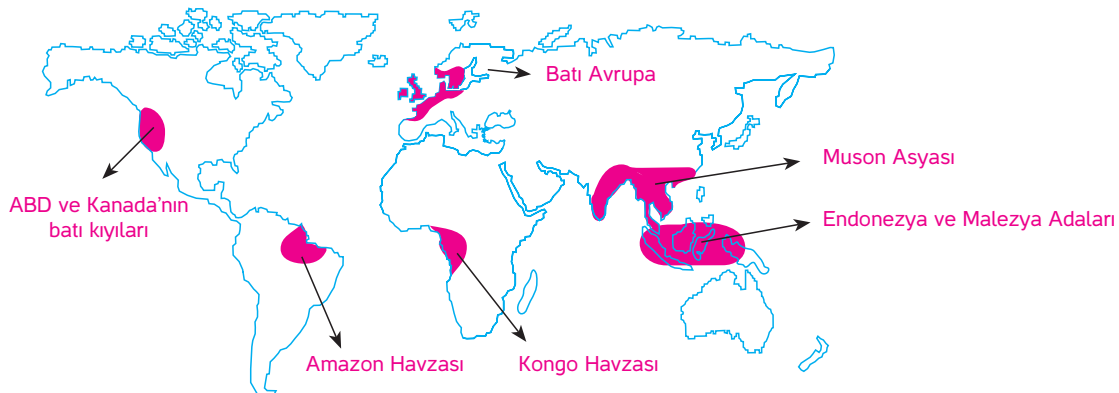 Batı Avrupa
Muson Asyası
ABD ve Kanada'nın
batı kıyıları
Endonezya ve Malezya Adaları
Amazon Havzası
Kongo Havzası